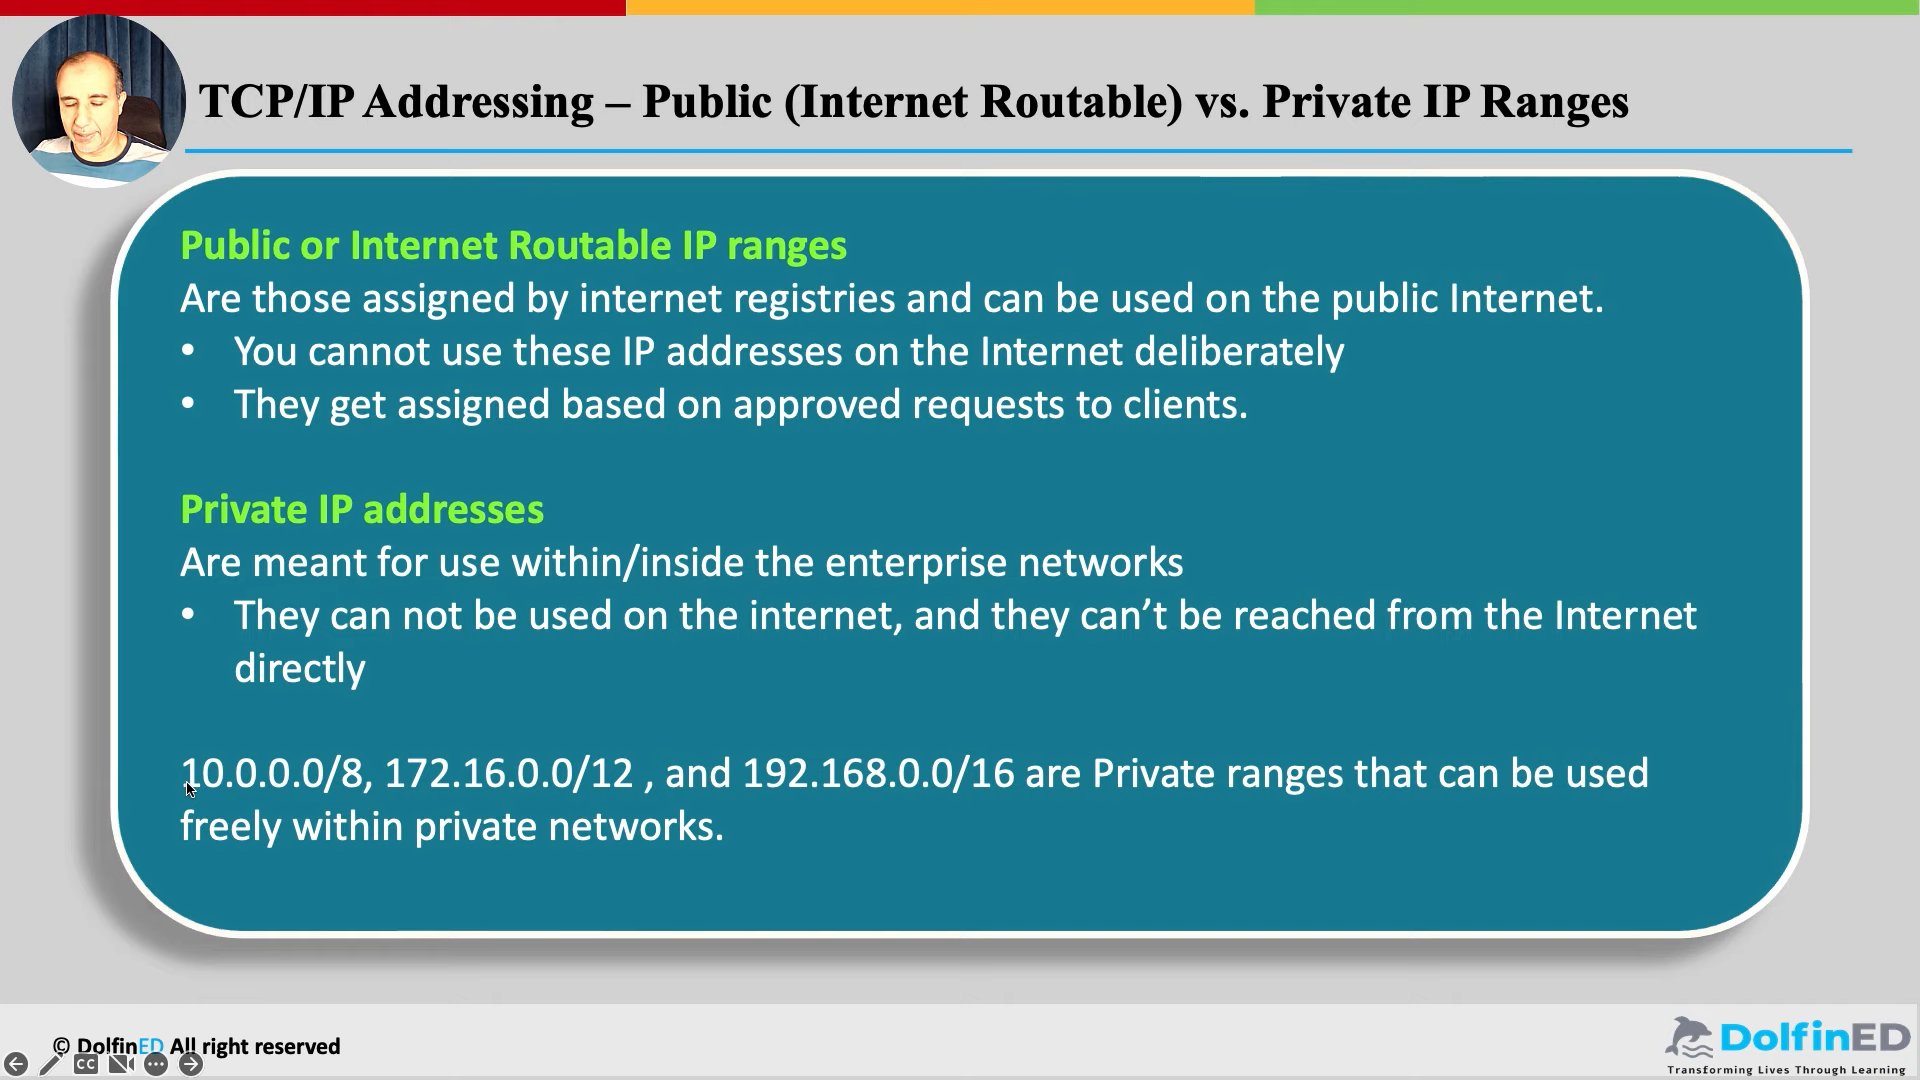 TCP/IP Addressing – Public (Internet Routable) vs. Private IP Ranges
Public or Internet Routable IP ranges
Are those assigned by internet registries and can be used on the public Internet.
• You cannot use these IP addresses on the Internet deliberately
• They get assigned based on approved requests to clients.
Private IP addresses
Are meant for use within/inside the enterprise networks
• They can not be used on the internet, and they can’t be reached from the Internet
directly
10.0.0.0/8, 172.16.0.0/12 , and 192.168.0.0/16 are Private ranges that can be used
freely within private networks.
© DolfinED All right reserved
CC
DolfinED
Transforming Lives Through Learning